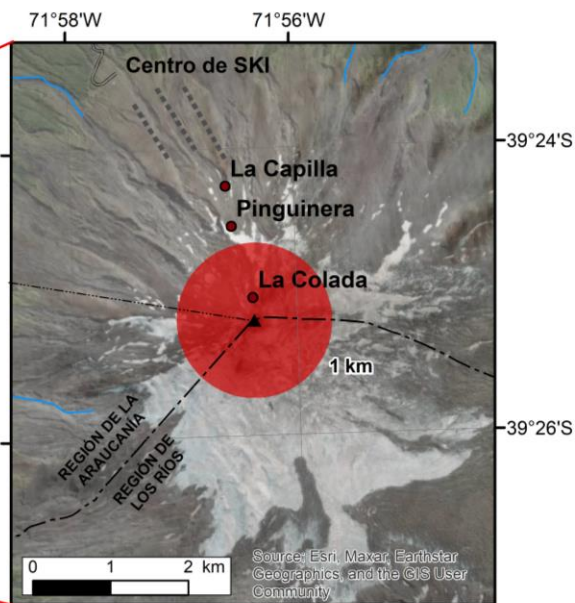 71°58'W
71°56'W
Centro de SKI
39°24'S
La Capilla
Pinguinera
La Colada
1 km
REGIÓN DE LA
ARAUCANÍA
REGIÓN DE
LOS RÍOS
39°26'S
0 1 2 km
Source: Esri, Maxar, Earthstar
Geographics, and the GIS User
Community